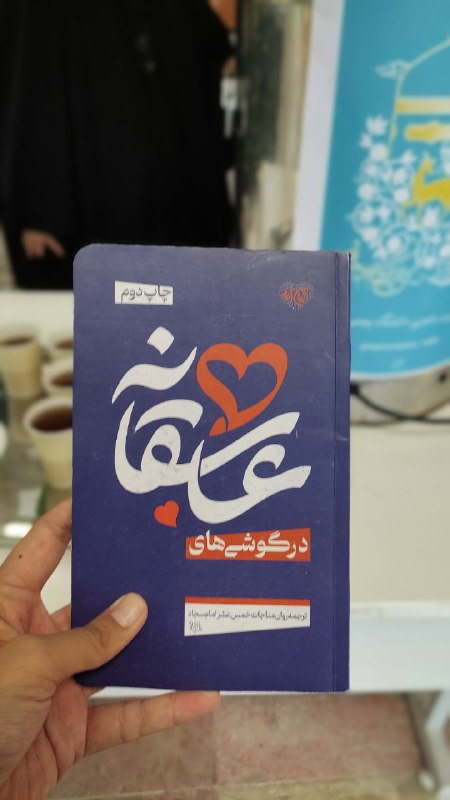 چاپ دوم
عاشقانه
درگوشی‌های
ترجمه روان مناجات خمس عشر امام سجاد